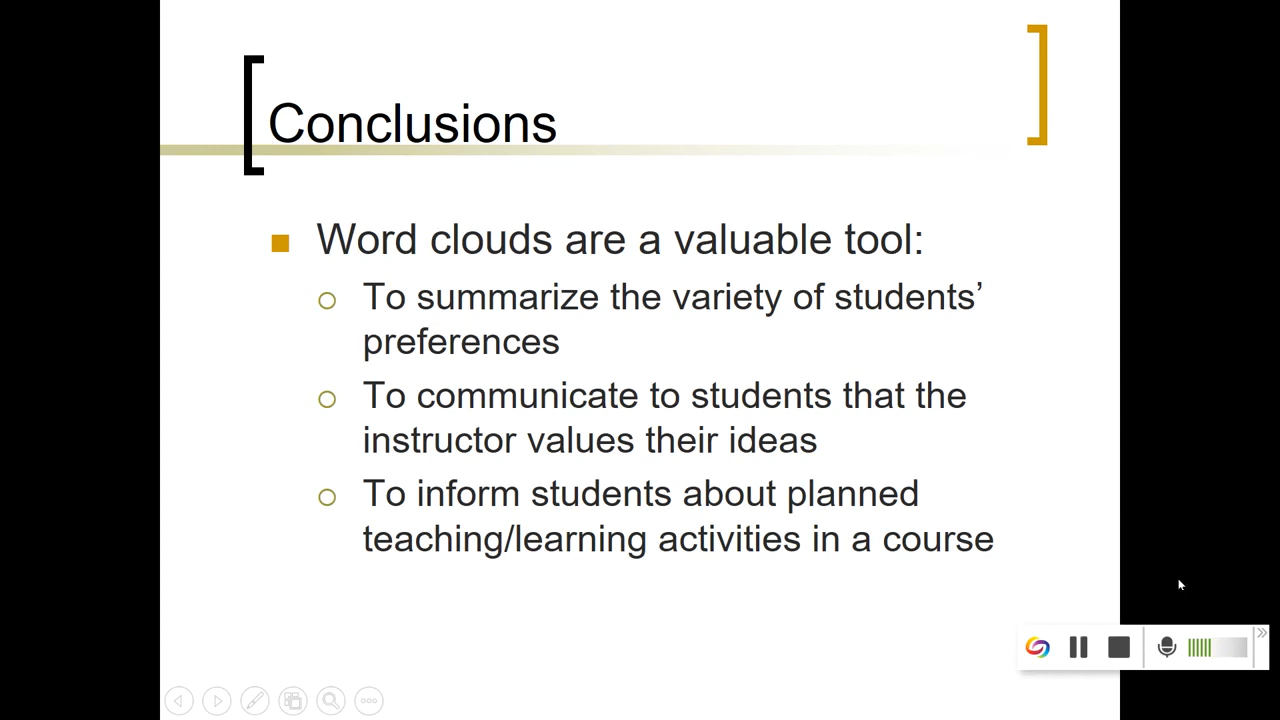 Conclusions
Word clouds are a valuable tool:
To summarize the variety of students’
preferences
To communicate to students that the
instructor values their ideas
To inform students about planned
teaching/learning activities in a course